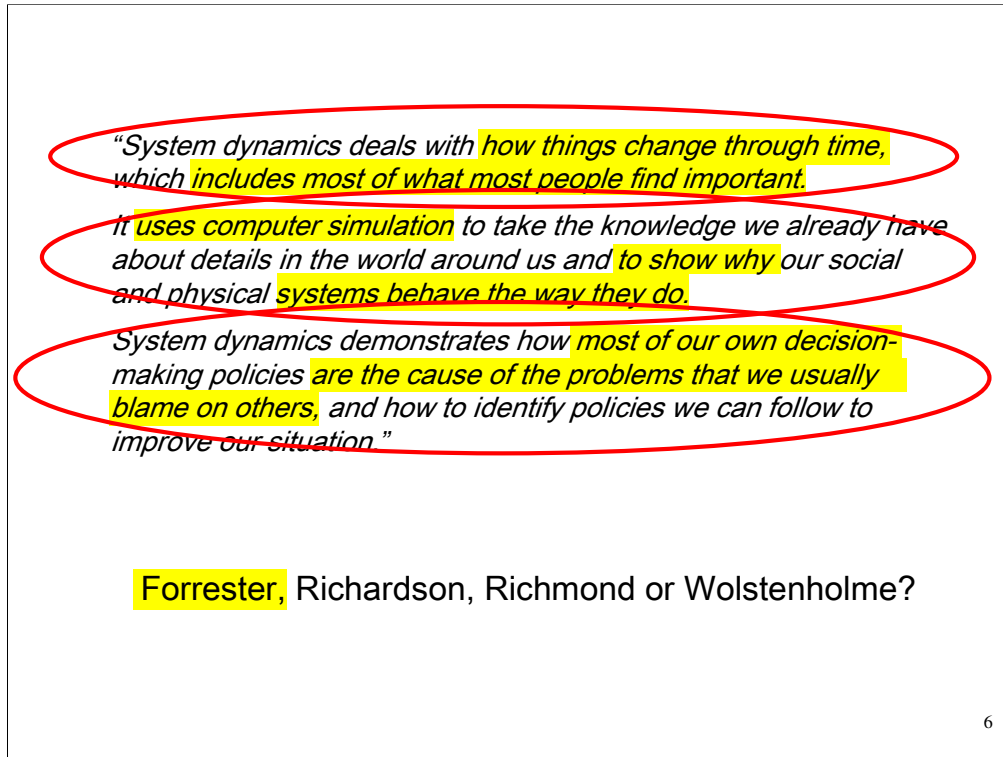 “System dynamics deals with how things change through time,
which includes most of what most people find important.
It uses computer simulation to take the knowledge we already have
about details in the world around us and to show why our social
and physical systems behave the way they do.
System dynamics demonstrates how most of our own decision-
making policies are the cause of the problems that we usually
blame on others, and how to identify policies we can follow to
improve our situation.”
Forrester, Richardson, Richmond or Wolstenholme?
6